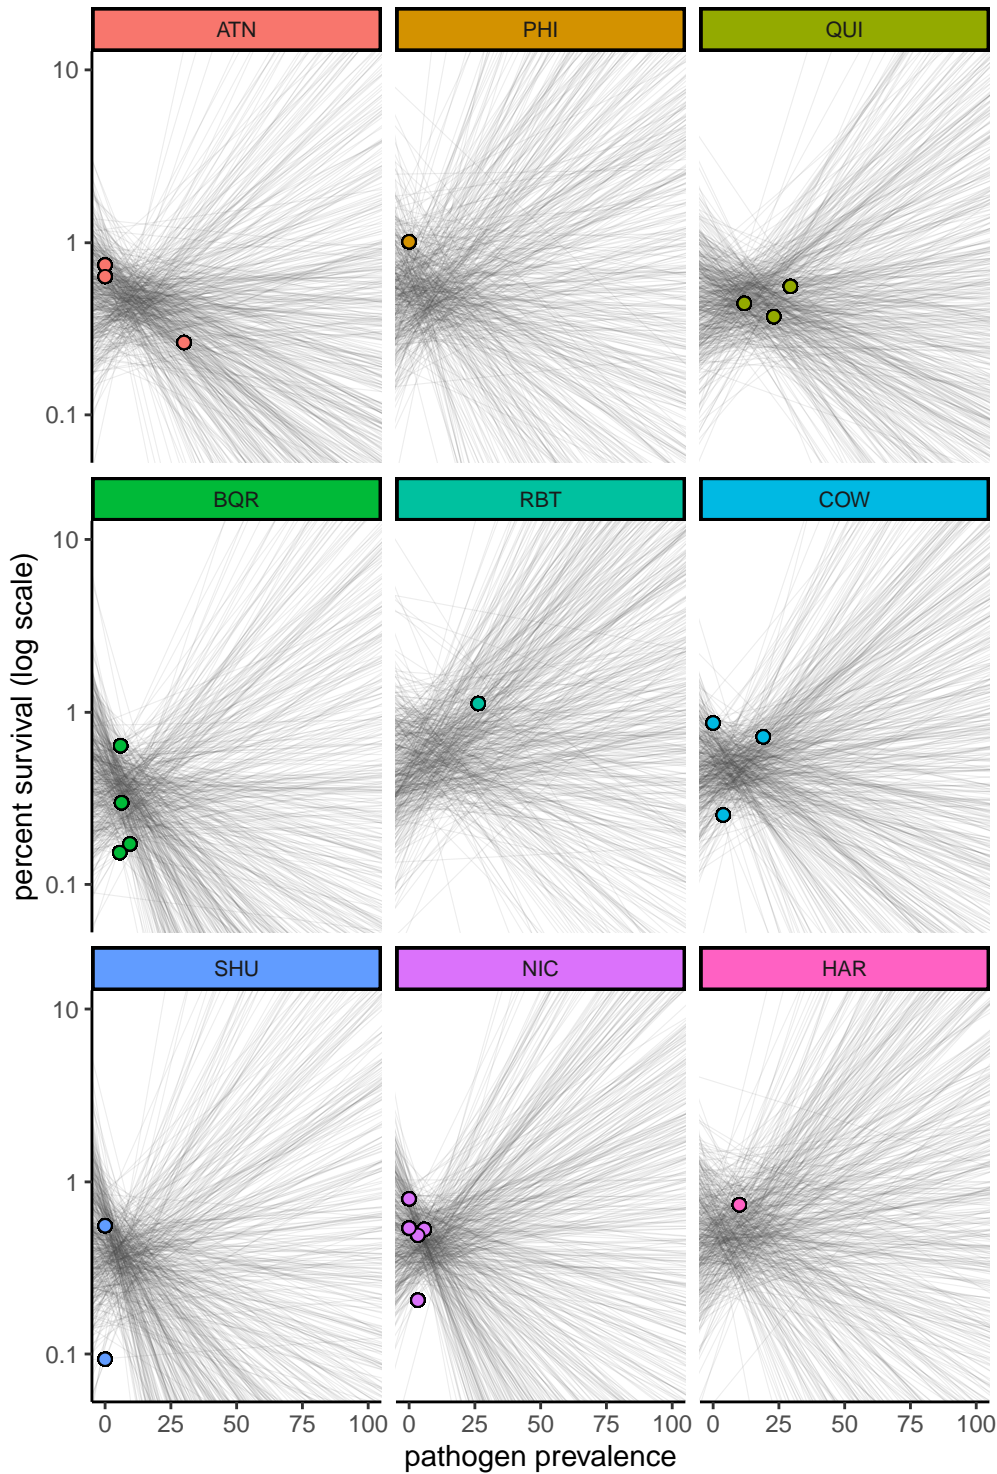 ATN PHI QUI
10
1
0.1
BQR RBT COW
percent survival (log scale)
10
1
0.1
SHU NIC HAR
10
1
0.1
0 25 50 75 100 0 25 50 75 100 0 25 50 75 100
pathogen prevalence